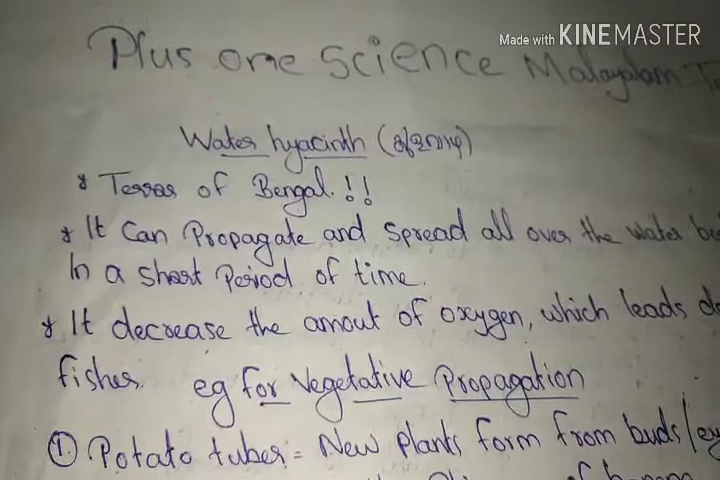 Made with KINEMASTER
Plus one science Malayalam
Water hyacinth
* Terror of Bengal!!
* It can Propagate and spread all over the water
In a short Period of time.
* It decrease the amout of oxygen, which leads
fishes. eg for Vegetative Propagation
① Potato tuber = New plants form from buds/